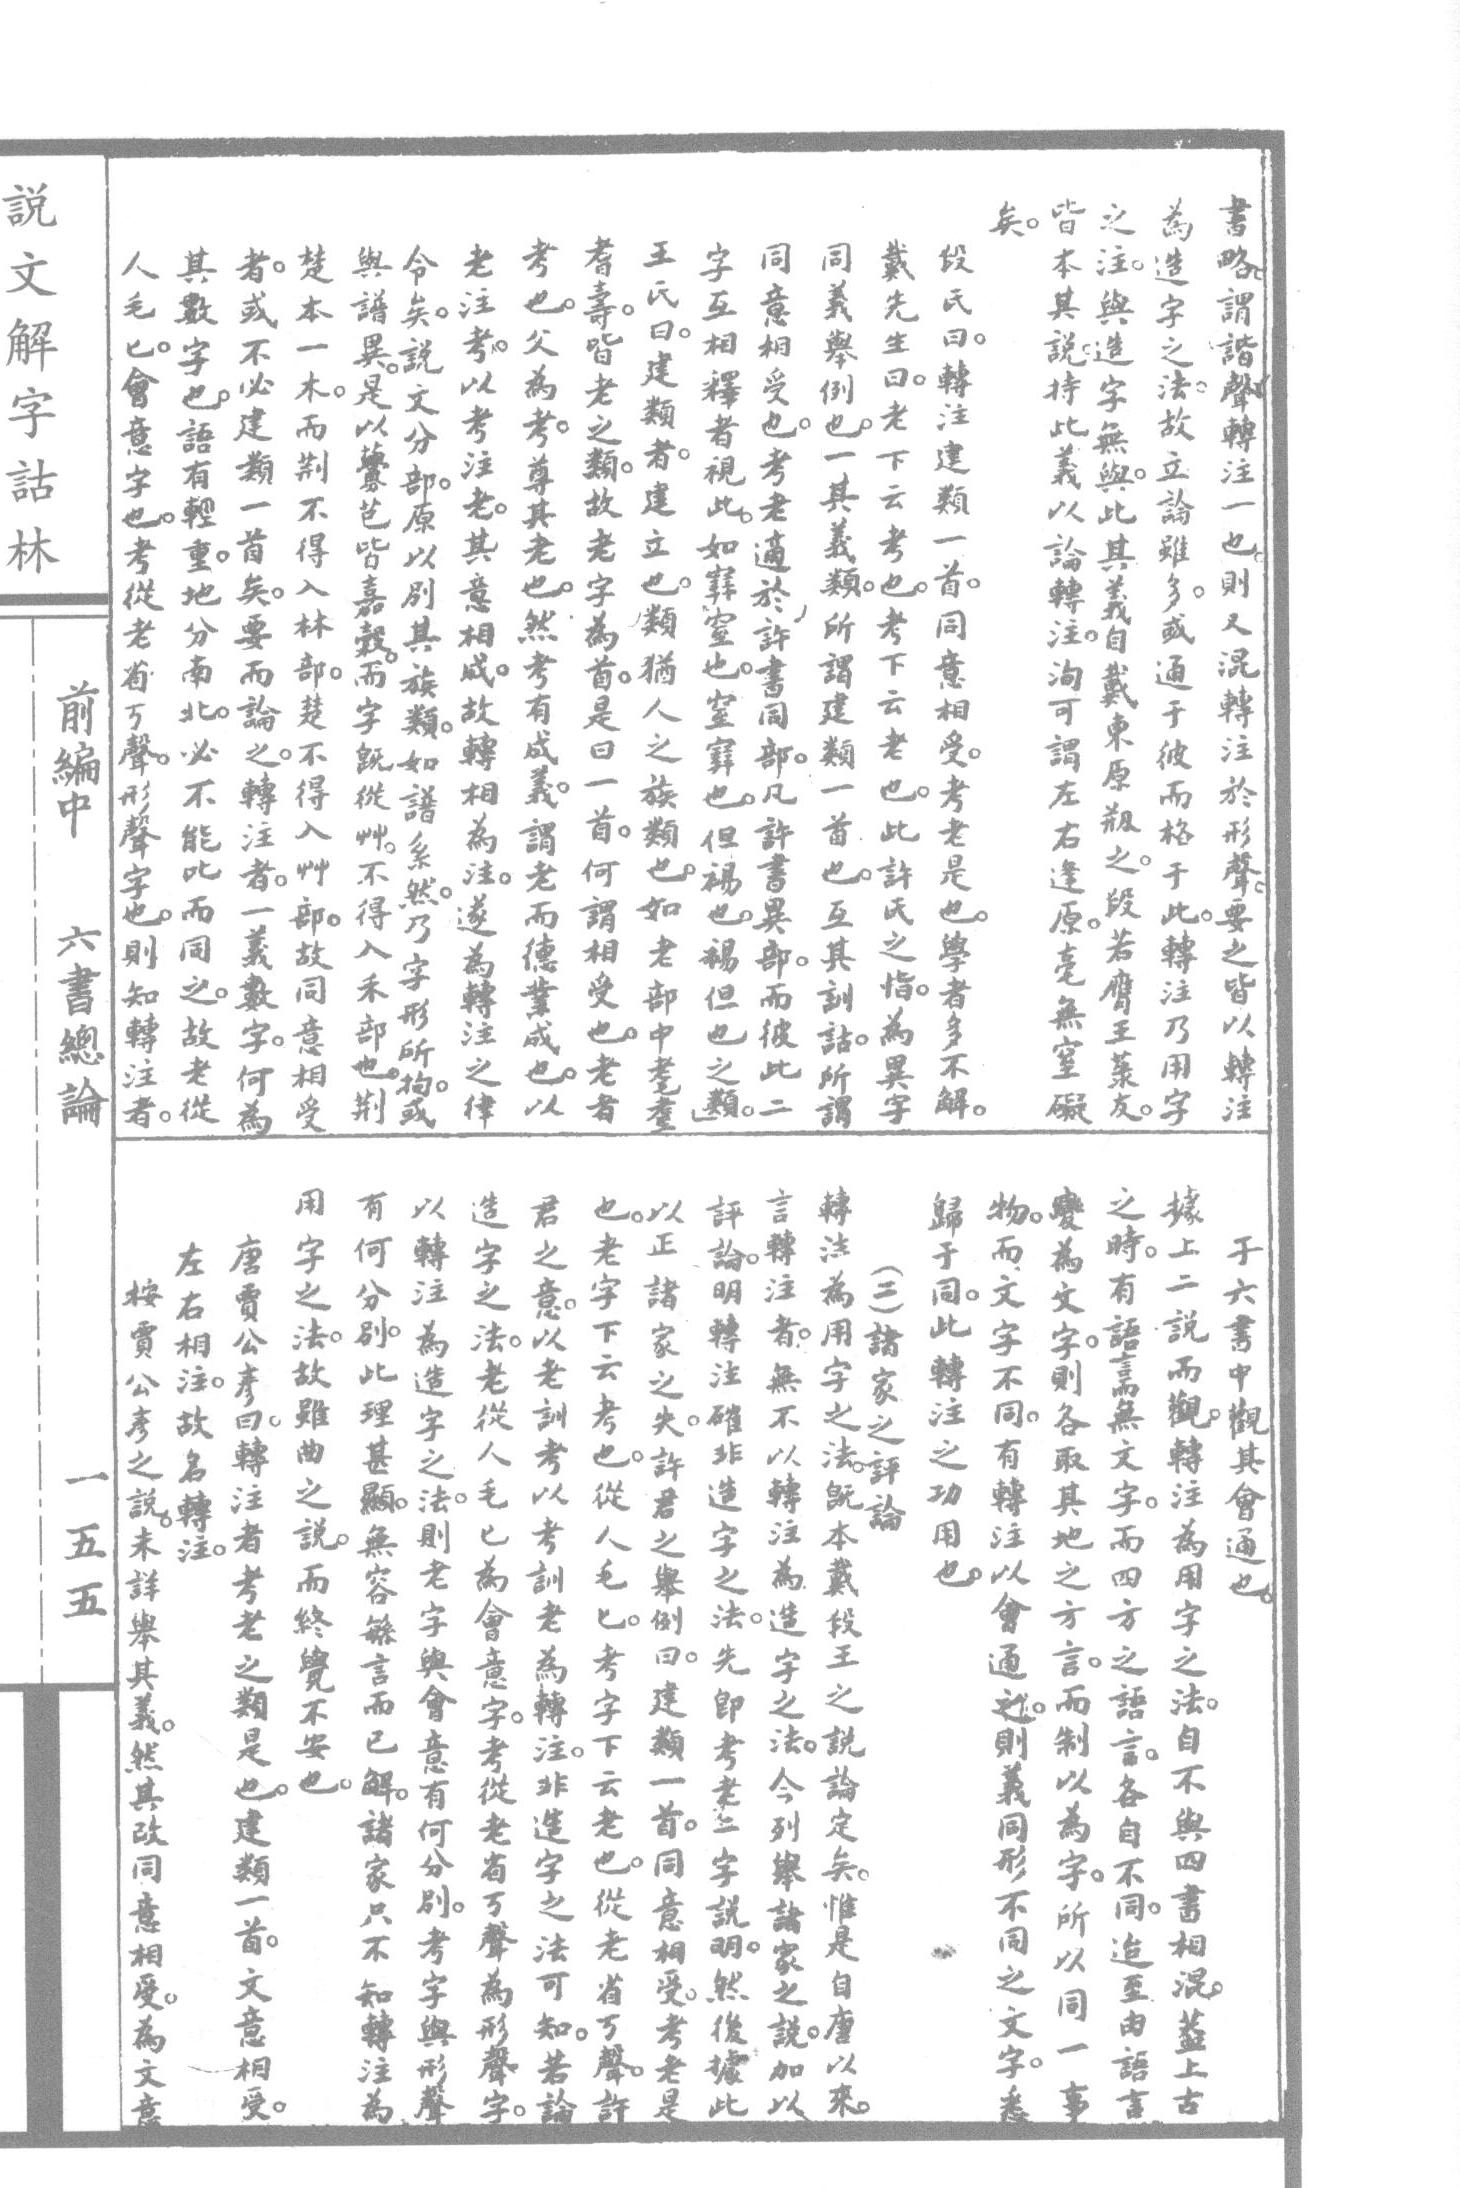 書略。謂諧聲轉注一也。則又混轉注於形聲。要之皆以轉注
為造字之法。故立論雖多。或通于彼而格于此。轉注乃用字
之注。與造字無與。此其義自戴東原剏之。段若膺王菉友。
皆本其說。持此義以論轉注。洵可謂左右逢原。毫無窒礙
矣。
段氏曰。轉注建類一首。同意相受。考老是也。學者多不解。
戴先生曰。老下云考也。考下云老也。此許氏之恉。為異字
同義舉例也。一其義類。所謂建類一首也。互其訓詁。所謂
同意相受也。考老適於許書同部。凡許書異部。而彼此二
字互相釋者視此。如窫窒也。窒窫也。但裼也。裼但也之類。」
王氏曰。建類者。建立也。類猶人之族類也。如老部中耄耋
耆壽。皆老之類。故老字為首。是曰一首。何謂相受也。老者
考也。父為考。尊其老也。然考有成義。謂老而德業成也。以
老注考。以考注老。其意相成。故轉相為注。遂為轉注之律
令矣。說文分部。原以別其族類。如譜系然。乃字形所拘。或
與譜異。是以虋芑皆嘉穀。而字既從艸。不得入禾部也。荆
楚本一木。而荆不得入林部。楚不得入艸部。故同意相受
者。或不必建類一首矣。要而論之。轉注者。一義數字。何為
其數字也。語有輕重。地分南北。必不能比而同之。故老從
人毛匕。會意字也。考從老省丂聲。形聲字也。則知轉注者。
于六書中觀其會通也。
據上二說而觀。轉注為用字之法。自不與四書相混。葢上古
之時。有語言無文字。而四方之語言。各自不同。迨至由語言
變為文字。則各取其地之方言。而制以為字。所以同一事
物。而文字不同。有轉注以會通之。則義同形不同之文字。悉
歸于同。此轉注之功用也。
（三）諸家之評論
轉注為用字之法。既本戴段王之說論定矣。惟是自唐以來。
言轉注者。無不以轉注為造字之法。今列舉諸家之說。加以
評論。明轉注確非造字之法。先即考老二字說明。然後據此
以正諸家之失。許君之舉例曰。建類一首。同意相受。考老是
也。老字下云考也。從人毛匕。考字下云老也。從老省丂聲。許
君之意。以老訓考以考訓老為轉注。非造字之法可知。若論
造字之法。老從人毛匕為會意字。考從老省丂聲為形聲字。
以轉注為造字之法。則老字與會意有何分別。考字與形聲
有何分別。此理甚顯。無容緐言而已解。諸家只不知轉注為
用字之法。故雖曲之說。而終覺不安也。
唐賈公彥曰。轉注者考老之類是也。建類一首。文意相受。
左右相注。故名轉注。
按賈公彥之說。未詳舉其義。然其改同意相受。為文意
説文解字詁林
前編中　六書總論　一五五